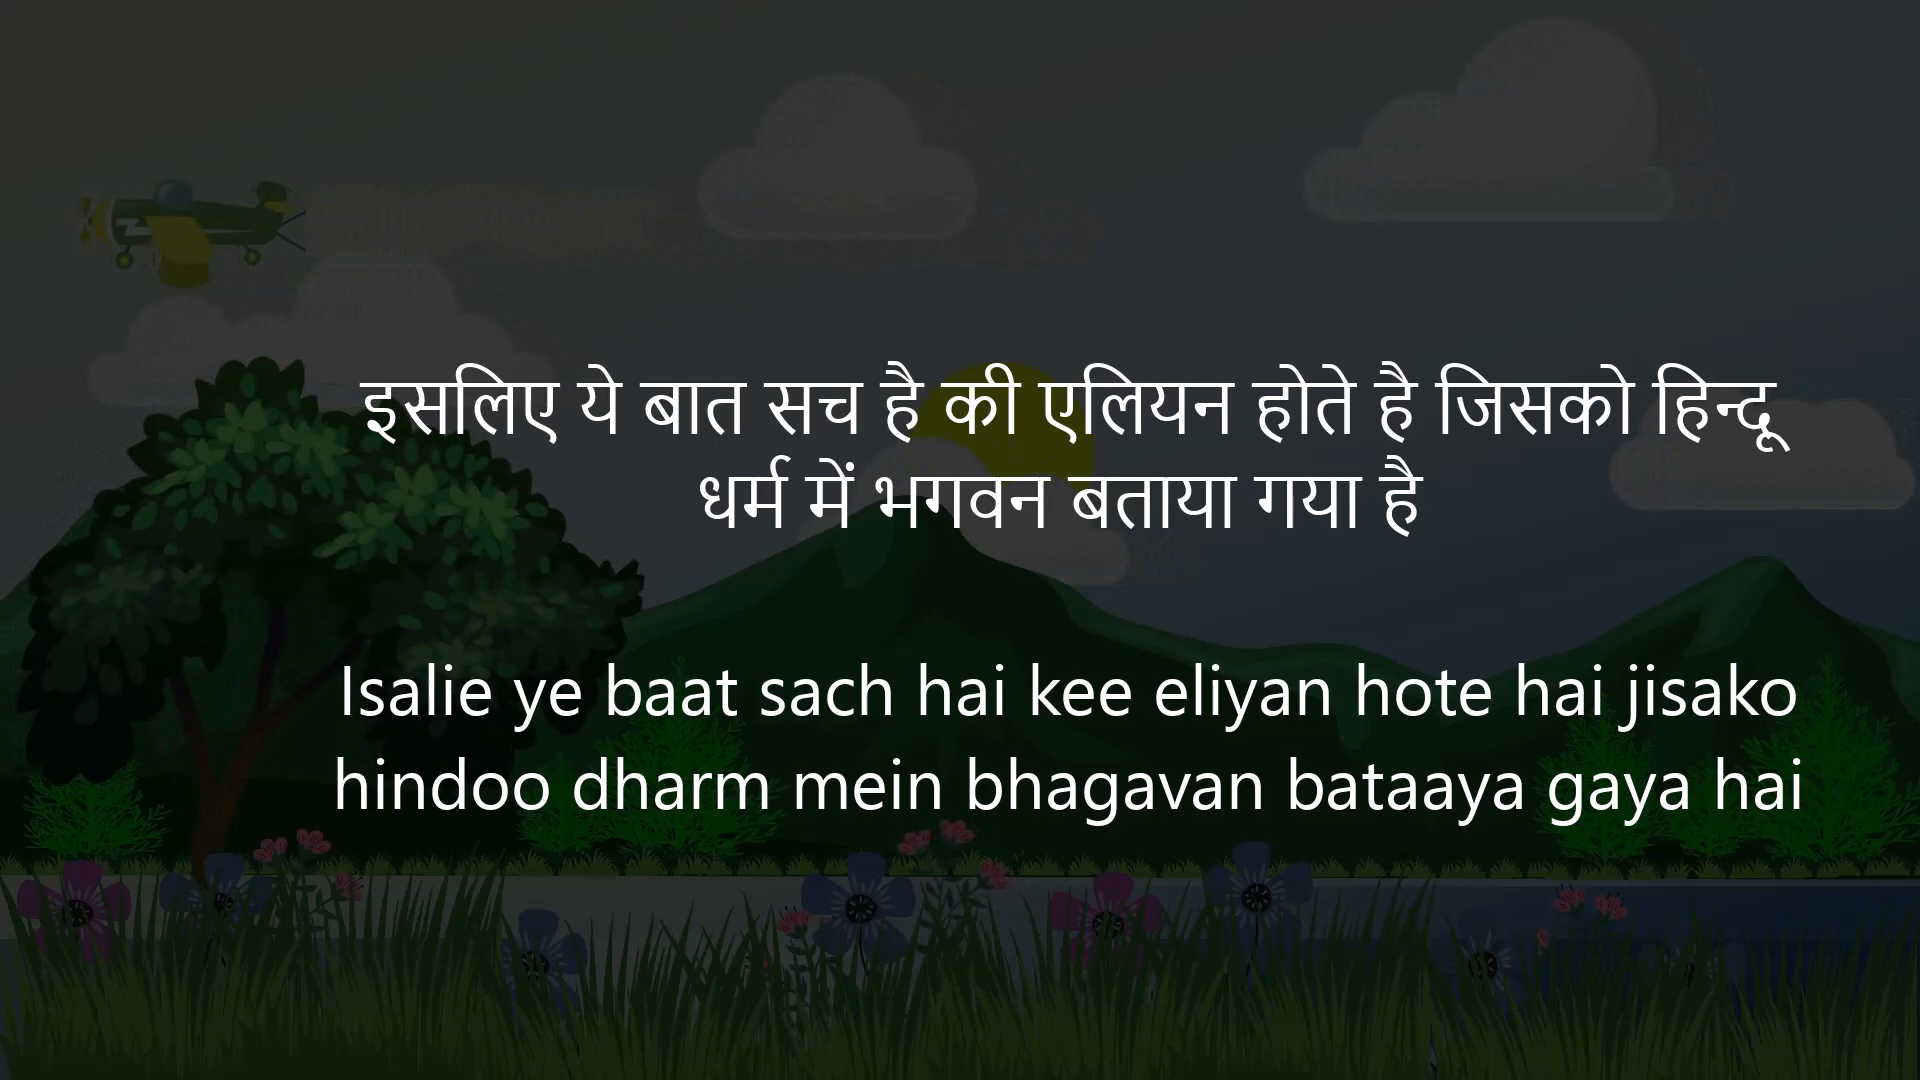 इसलिए ये बात सच है की एलियन होते है जिसको हिन्दू
धर्म में भगवन बताया गया है
Isalie ye baat sach hai kee eliyan hote hai jisako
hindoo dharm mein bhagavan bataaya gaya hai